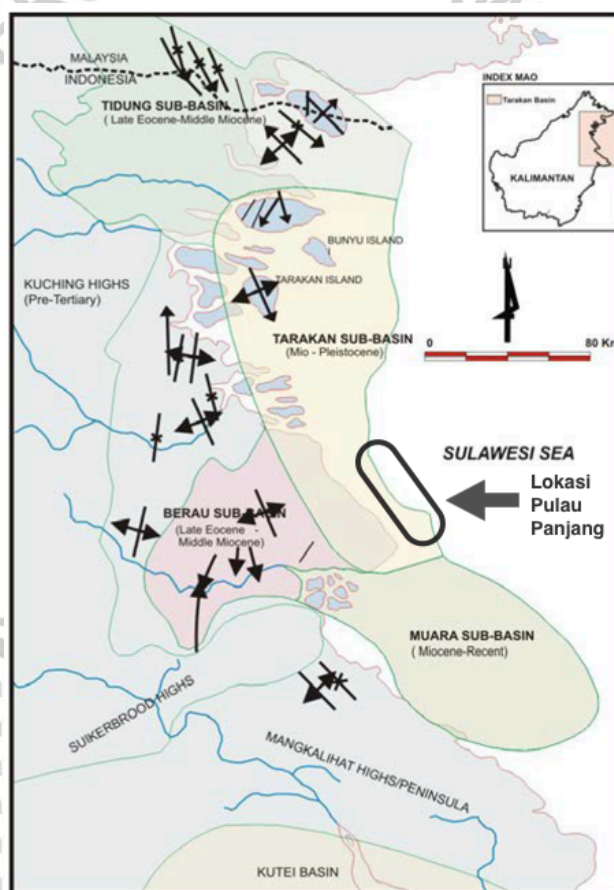 MALAYSIA
INDONESIA
TIDUNG SUB-BASIN
( Late Eocene-Middle Miocene)
INDEX MAO
Tarakan Basin
KALIMANTAN
BUNYU ISLAND
TARAKAN ISLAND
KUCHING HIGHS
(Pre-Tertiary)
N
TARAKAN SUB-BASIN
(Mio - Pleistocene)
0 80 Km
SULAWESI SEA
Lokasi
Pulau
Panjang
BERAU SUB-BASIN
(Late Eocene -
Middle Miocene)
MUARA SUB-BASIN
( Miocene-Recent)
SUIKERBROOD HIGHS
MANGKALIHAT HIGHS/PENINSULA
KUTEI BASIN